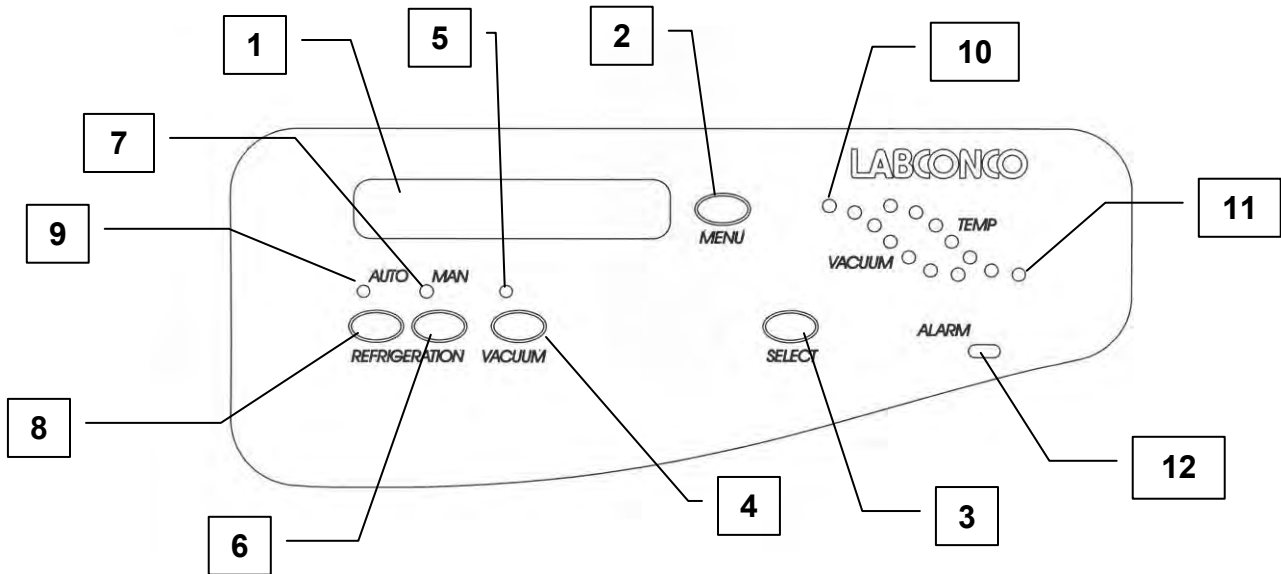 1
5
2
10
7
LABCONCO
9
11
MENU
TEMP
VACUUM
AUTO MAN
ALARM
REFRIGERATION VACUUM
SELECT
8
12
4
3
6